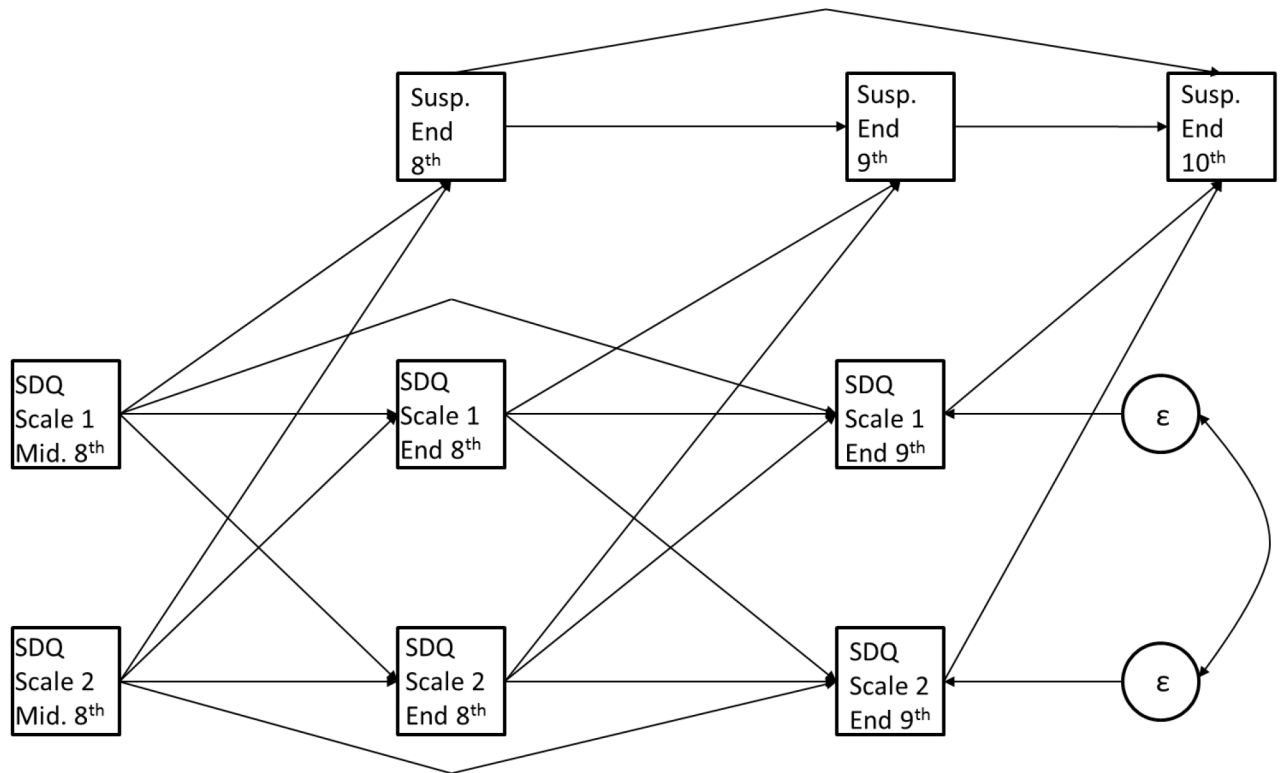 Susp.
End
8th
Susp.
End
9th
Susp.
End
10th
SDQ
Scale 1
Mid. 8th
SDQ
Scale 1
End 8th
SDQ
Scale 1
End 9th
ε
SDQ
Scale 2
Mid. 8th
SDQ
Scale 2
End 8th
SDQ
Scale 2
End 9th
ε